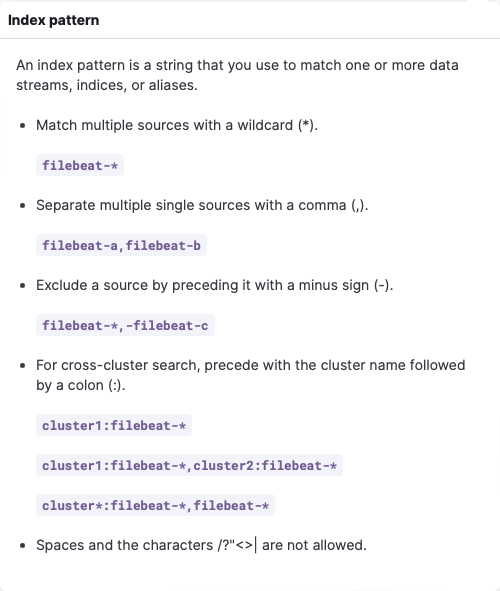 Index pattern
An index pattern is a string that you use to match one or more data
streams, indices, or aliases.
• Match multiple sources with a wildcard (*).
filebeat-*
• Separate multiple single sources with a comma (,).
filebeat-a,filebeat-b
• Exclude a source by preceding it with a minus sign (-).
filebeat-*,-filebeat-c
• For cross-cluster search, precede with the cluster name followed
by a colon (:).
cluster1:filebeat-*
cluster1:filebeat-*,cluster2:filebeat-*
cluster*:filebeat-*,filebeat-*
• Spaces and the characters /?"<>| are not allowed.